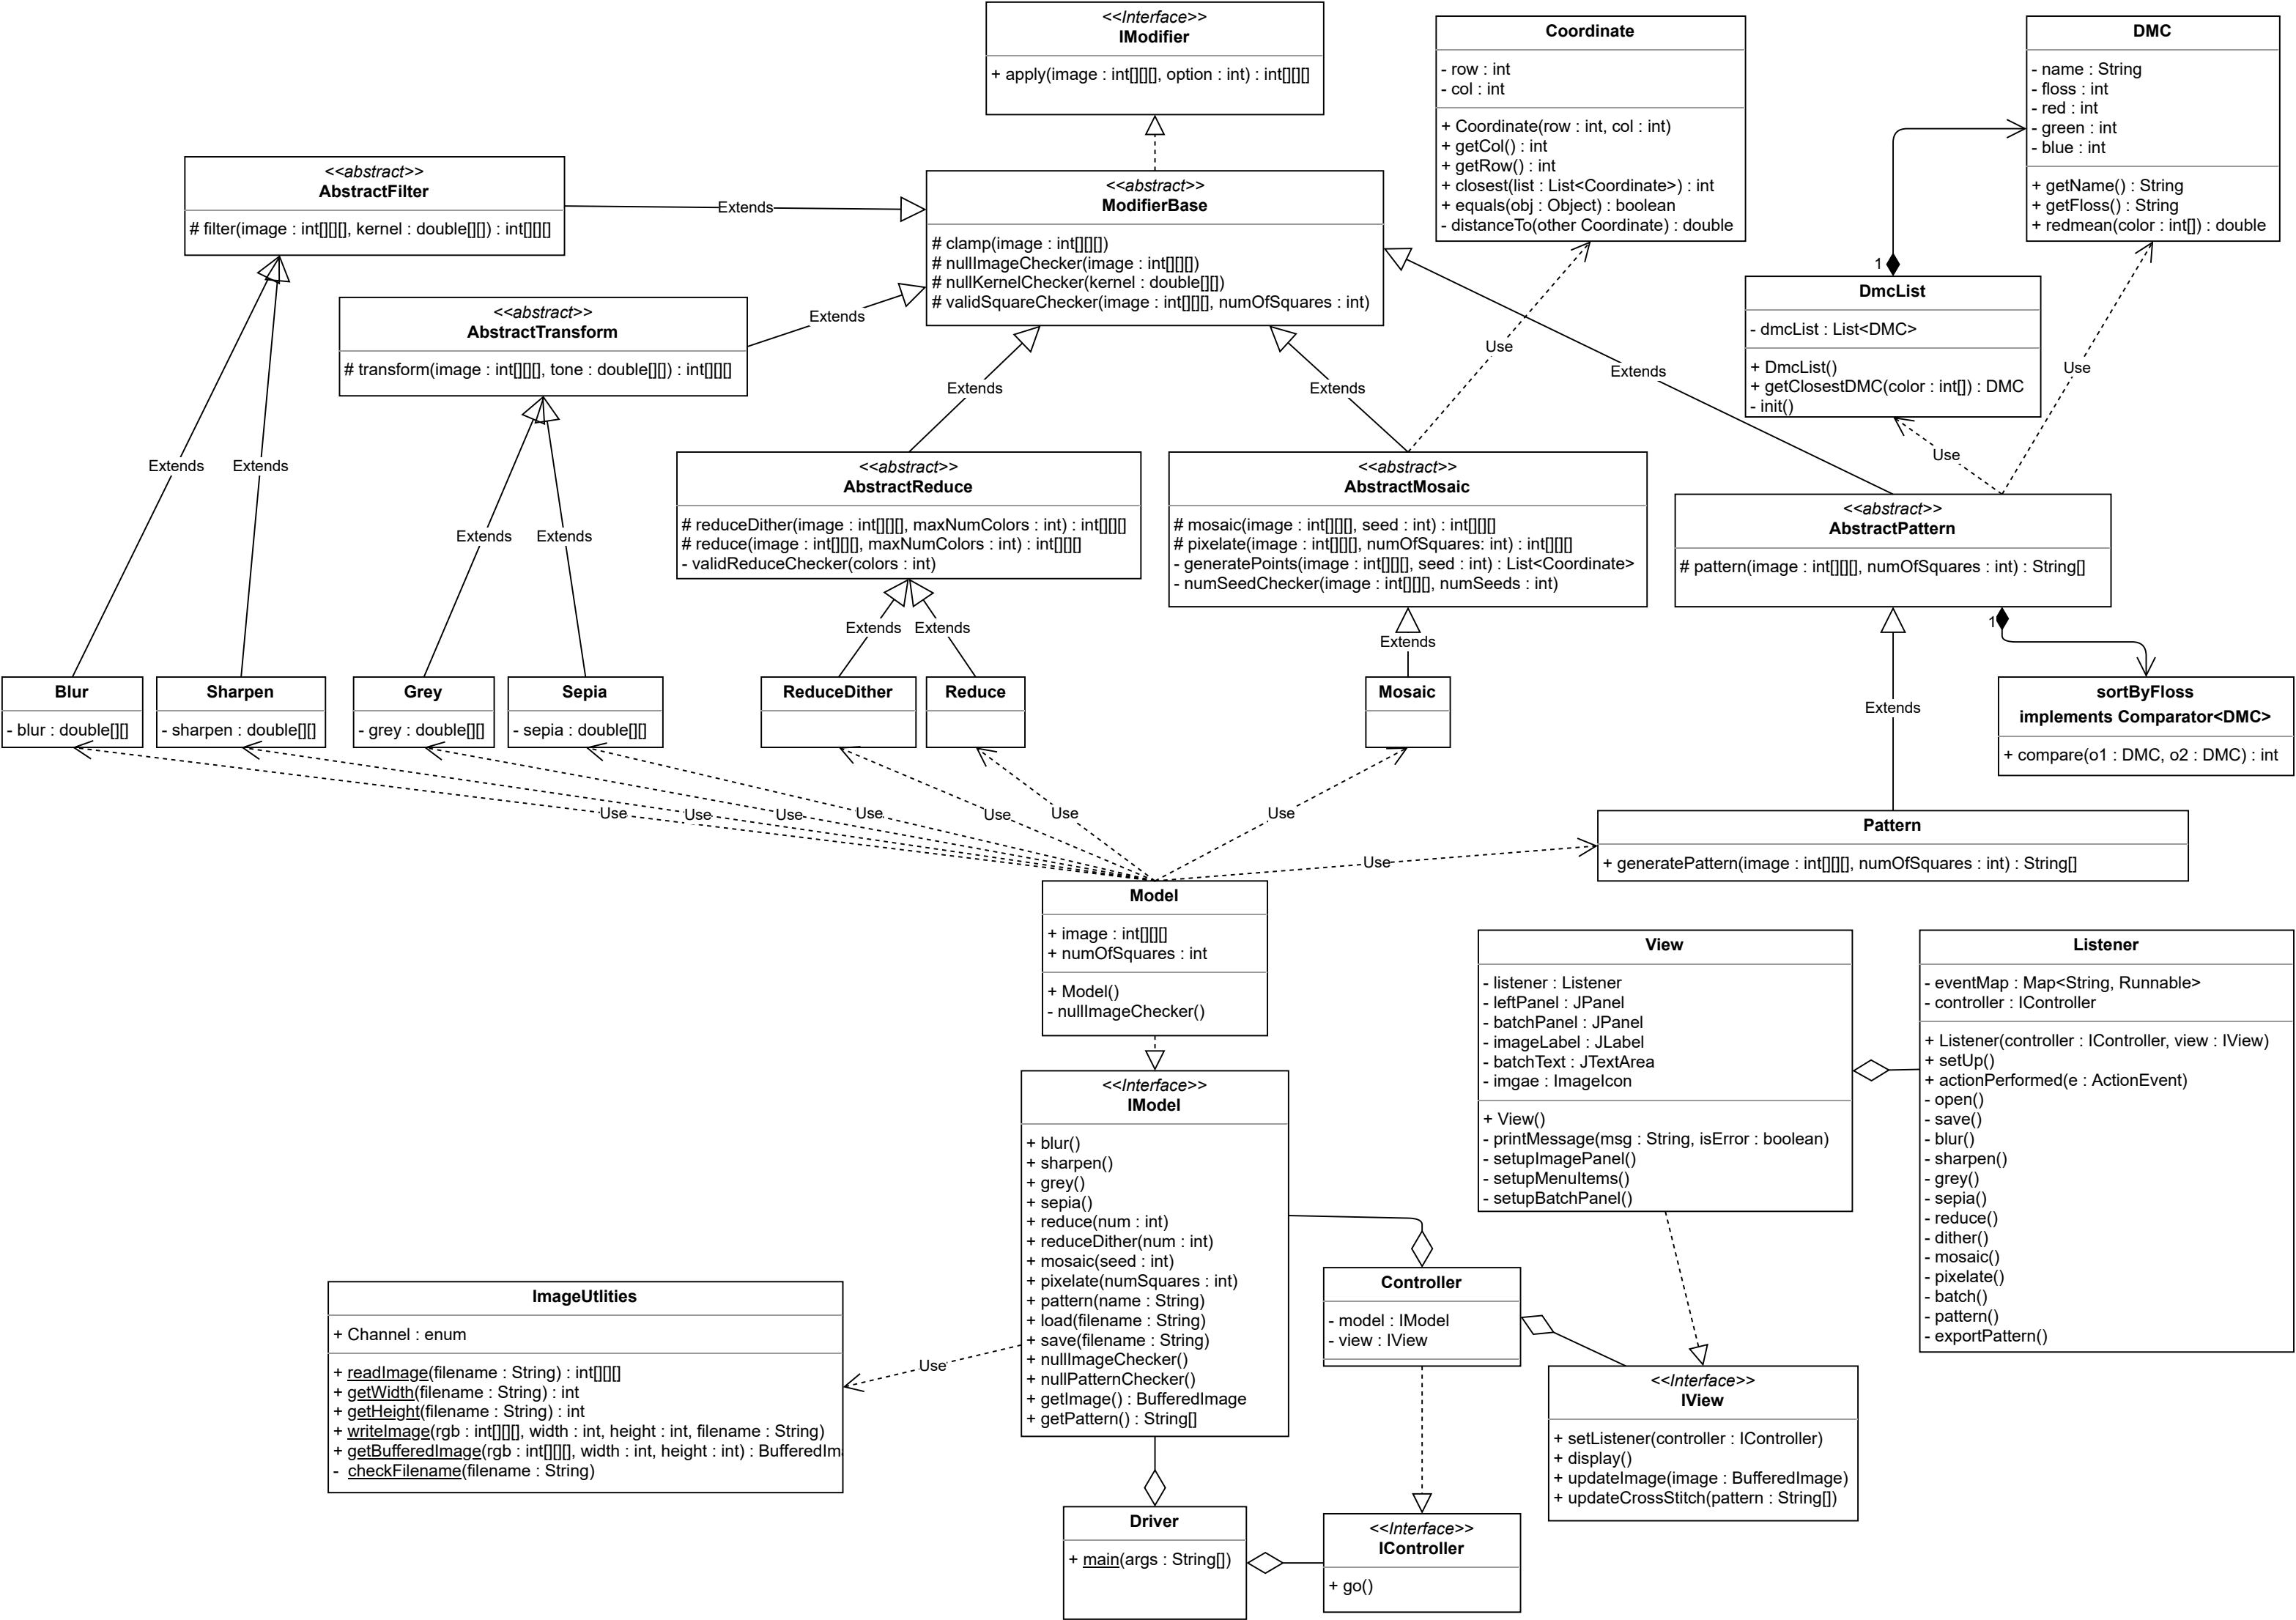 <<Interface>>
IModifier
+ apply(image : int[][][], option : int) : int[][][]
Coordinate
- row : int
- col : int
+ Coordinate(row : int, col : int)
+ getCol() : int
+ getRow() : int
+ closest(list : List<Coordinate>) : int
+ equals(obj : Object) : boolean
- distanceTo(other Coordinate) : double
DMC
- name : String
- floss : int
- red : int
- green : int
- blue : int
+ getName() : String
+ getFloss() : String
+ redmean(color : int[]) : double
<<abstract>>
AbstractFilter
# filter(image : int[][][], kernel : double[][]) : int[][][]
Extends
<<abstract>>
ModifierBase
# clamp(image : int[][][])
# nullImageChecker(image : int[][][])
# nullKernelChecker(kernel : double[][])
# validSquareChecker(image : int[][][], numOfSquares : int)
1
DmcList
- dmcList : List<DMC>
+ DmcList()
+ getClosestDMC(color : int[]) : DMC
- init()
<<abstract>>
AbstractTransform
# transform(image : int[][][], tone : double[][]) : int[][][]
Extends
Extends
Extends
Use
Extends
Use
Use
Extends
Extends
Extends
Extends
<<abstract>>
AbstractReduce
# reduceDither(image : int[][][], maxNumColors : int) : int[][][]
# reduce(image : int[][][], maxNumColors : int) : int[][][]
- validReduceChecker(colors : int)
<<abstract>>
AbstractMosaic
# mosaic(image : int[][][], seed : int) : int[][][]
# pixelate(image : int[][][], numOfSquares: int) : int[][][]
- generatePoints(image : int[][][], seed : int) : List<Coordinate>
- numSeedChecker(image : int[][][], numSeeds : int)
<<abstract>>
AbstractPattern
# pattern(image : int[][][], numOfSquares : int) : String[]
Extends
Extends
Extends
1
Extends
Blur
- blur : double[][]
Sharpen
- sharpen : double[][]
Grey
- grey : double[][]
Sepia
- sepia : double[][]
ReduceDither
Reduce
Mosaic
sortByFloss
implements Comparator<DMC>
+ compare(o1 : DMC, o2 : DMC) : int
Use
Use
Use
Use
Use
Use
Use
Use
Pattern
+ generatePattern(image : int[][][], numOfSquares : int) : String[]
Model
+ image : int[][][]
+ numOfSquares : int
+ Model()
- nullImageChecker()
View
- listener : Listener
- leftPanel : JPanel
- batchPanel : JPanel
- imageLabel : JLabel
- batchText : JTextArea
- imgae : ImageIcon
+ View()
- printMessage(msg : String, isError : boolean)
- setupImagePanel()
- setupMenuItems()
- setupBatchPanel()
Listener
- eventMap : Map<String, Runnable>
- controller : IController
+ Listener(controller : IController, view : IView)
+ setUp()
+ actionPerformed(e : ActionEvent)
- open()
- save()
- blur()
- sharpen()
- grey()
- sepia()
- reduce()
- dither()
- mosaic()
- pixelate()
- batch()
- pattern()
- exportPattern()
<<Interface>>
IModel
+ blur()
+ sharpen()
+ grey()
+ sepia()
+ reduce(num : int)
+ reduceDither(num : int)
+ mosaic(seed : int)
+ pixelate(numSquares : int)
+ pattern(name : String)
+ load(filename : String)
+ save(filename : String)
+ nullImageChecker()
+ nullPatternChecker()
+ getImage() : BufferedImage
+ getPattern() : String[]
ImageUtlities
+ Channel : enum
+ readImage(filename : String) : int[][][]
+ getWidth(filename : String) : int
+ getHeight(filename : String) : int
+ writeImage(rgb : int[][][], width : int, height : int, filename : String)
+ getBufferedImage(rgb : int[][][], width : int, height : int) : BufferedIm
- checkFilename(filename : String)
Use
Controller
- model : IModel
- view : IView
<<Interface>>
IView
+ setListener(controller : IController)
+ display()
+ updateImage(image : BufferedImage)
+ updateCrossStitch(pattern : String[])
Driver
+ main(args : String[])
<<Interface>>
IController
+ go()